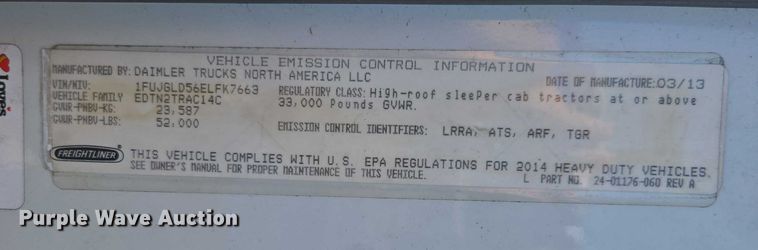 VEHICLE EMISSION CONTROL INFORMATION
MANUFACTURED BY: DAIMLER TRUCKS NORTH AMERICA LLC
DATE OF MANUFACTURE: 03/13
VIN/NIV: 1FUJGLD56ELFK7663
VEHICLE FAMILY EDTN2TRAC14C
GVWR-PNBV-KG: 23,587
GVWR-PNBV-LBS: 52,000
REGULATORY CLASS: High-roof sleeper cab tractors at or above
33,000 Pounds GVWR.
EMISSION CONTROL IDENTIFIERS: LRRA, ATS, ARF, TGR
FREIGHTLINER
THIS VEHICLE COMPLIES WITH U.S. EPA REGULATIONS FOR 2014 HEAVY DUTY VEHICLES.
SEE OWNER'S MANUAL FOR PROPER MAINTENANCE OF THIS VEHICLE.
L PART NO. 24-01176-060 REV A
Love's
Purple Wave Auction